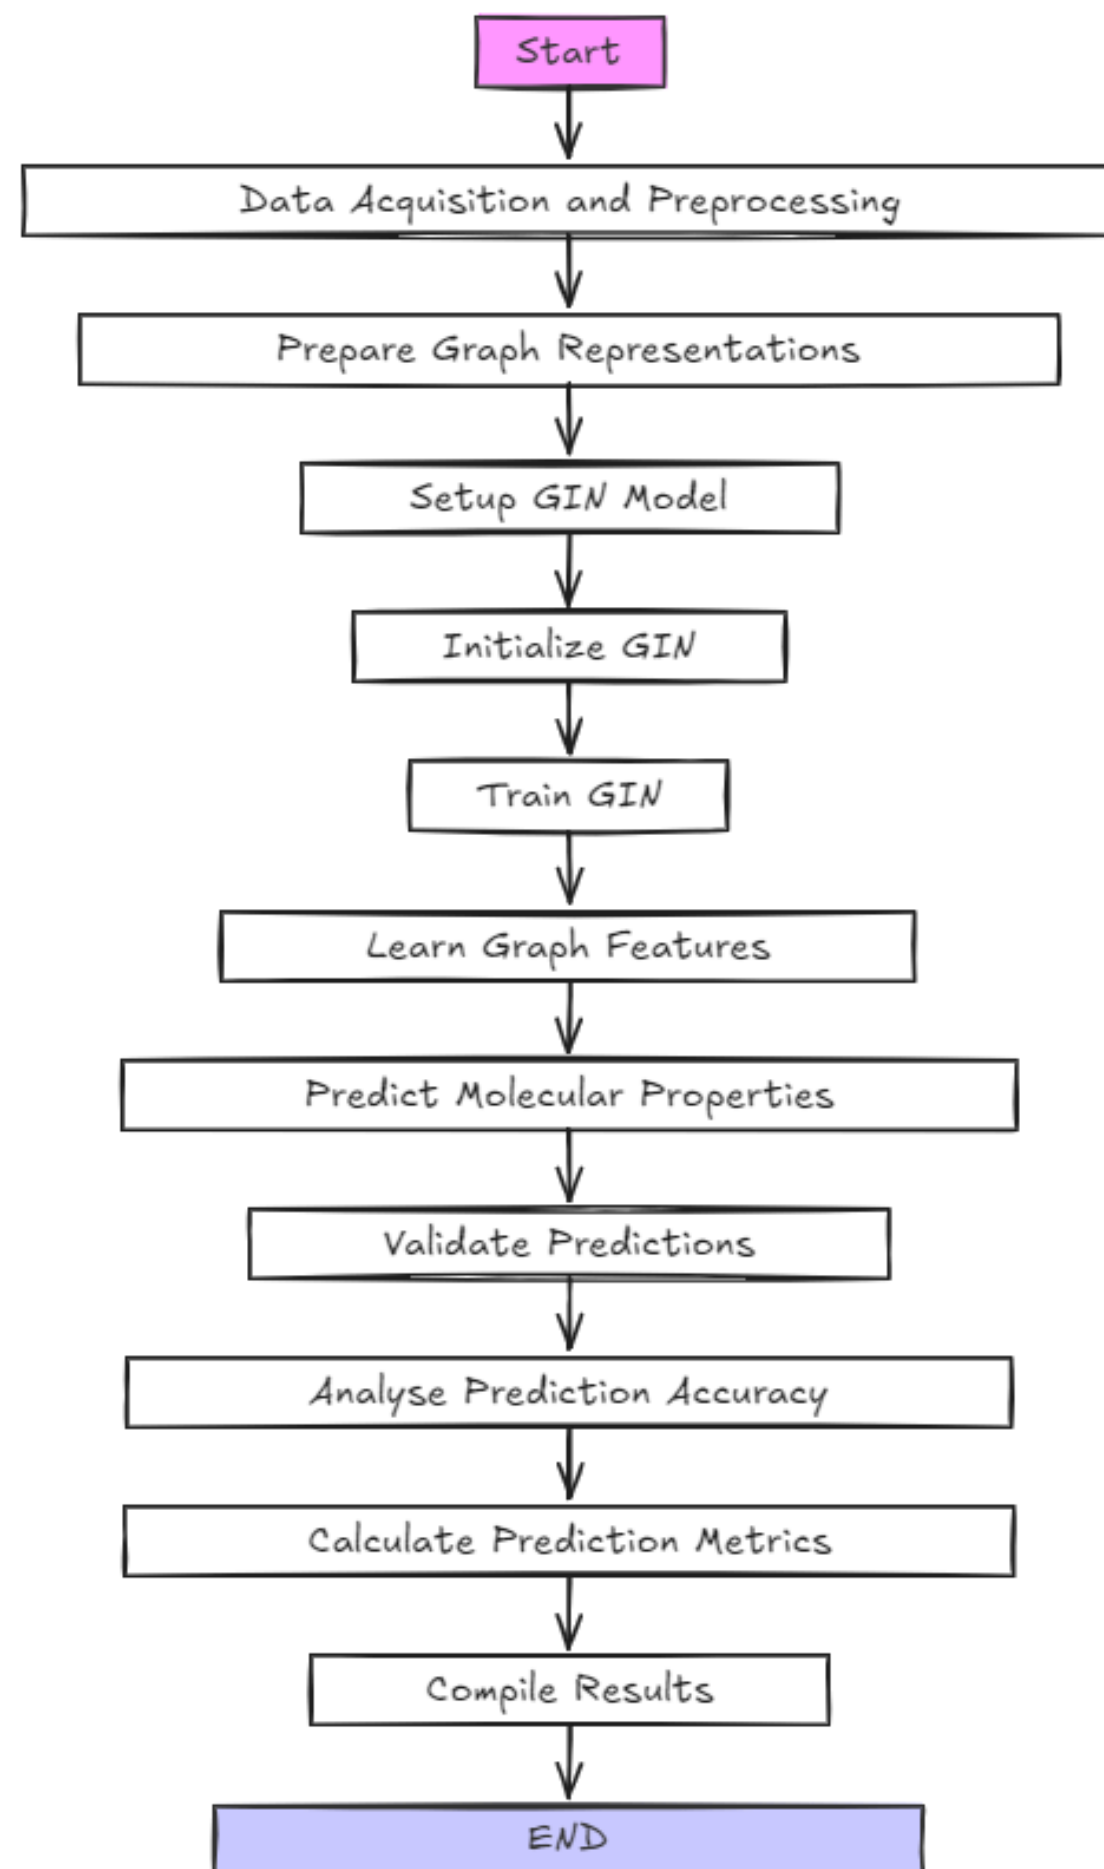 Start
Data Acquisition and Preprocessing
Prepare Graph Representations
Setup GIN Model
Initialize GIN
Train GIN
Learn Graph Features
Predict Molecular Properties
Validate Predictions
Analyse Prediction Accuracy
Calculate Prediction Metrics
Compile Results
END